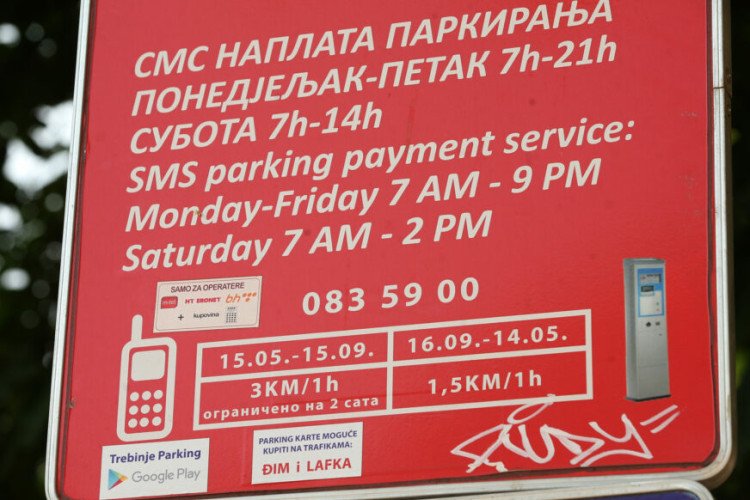 СМС НАПЛАТА ПАРКИРАЊА
ПОНЕДЈЕЉАК-ПЕТАК 7h-21h
СУБОТА 7h-14h
SMS parking payment service:
Monday-Friday 7 AM - 9 PM
Saturday 7 AM - 2 PM
SAMO ZA OPERATERE
m:tel HT ERONET bh
+ kupovina
083 59 00
15.05.-15.09. 16.09.-14.05.
3KM/1h 1,5KM/1h
ограничено на 2 сата
Trebinje Parking
Google Play
PARKING KARTE MOGUĆE
KUPITI NA TRAFIKAMA:
ĐIM i LAFKA